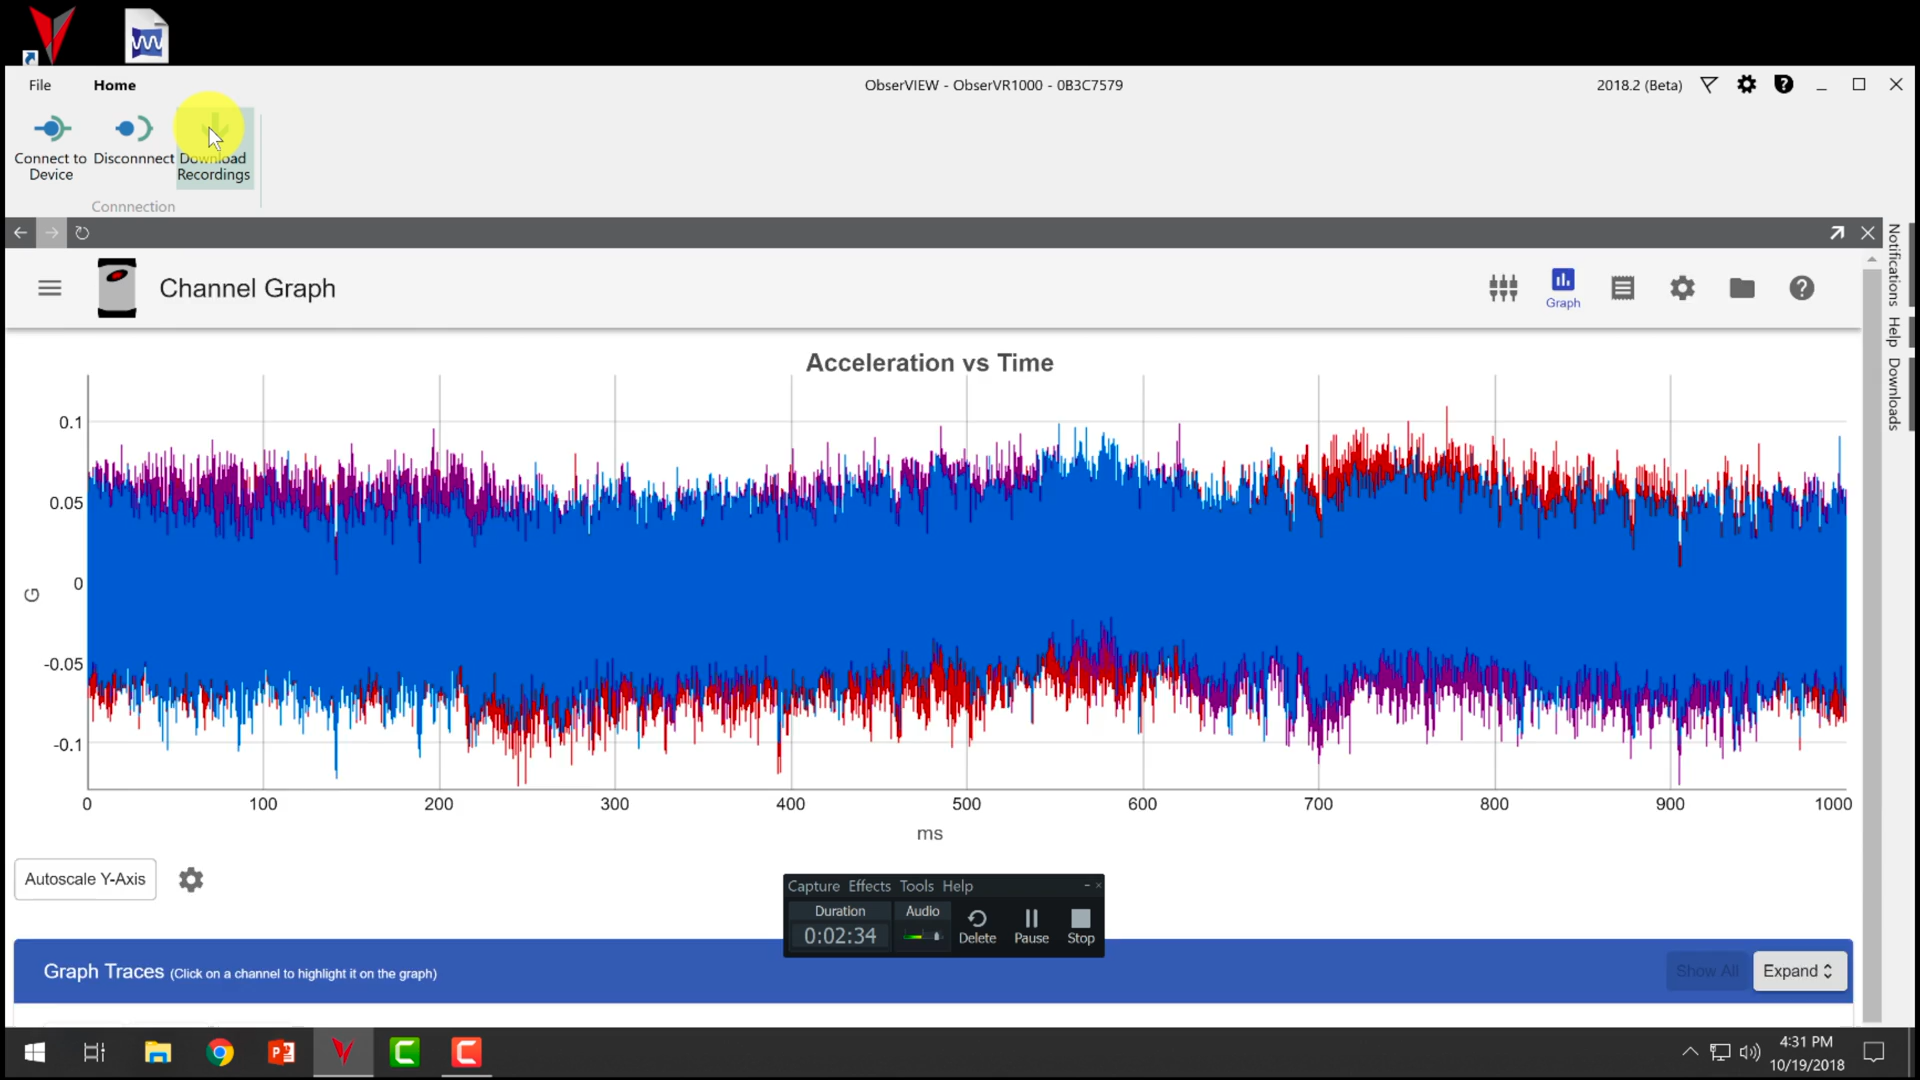 File Home ObserVIEW - ObserVR1000 - 0B3C7579 2018.2 (Beta)
Connect to Device
Disconnnect
Download Recordings
Connnection
Notifications
Help
Downloads
Channel Graph
Graph
Acceleration vs Time
0.1
0.05
0
-0.05
-0.1
G
0 100 200 300 400 500 600 700 800 900 1000
ms
Autoscale Y-Axis
Capture Effects Tools Help
Duration Audio
0:02:34 Delete Pause Stop
Graph Traces (Click on a channel to highlight it on the graph) Show All Expand
4:31 PM
10/19/2018